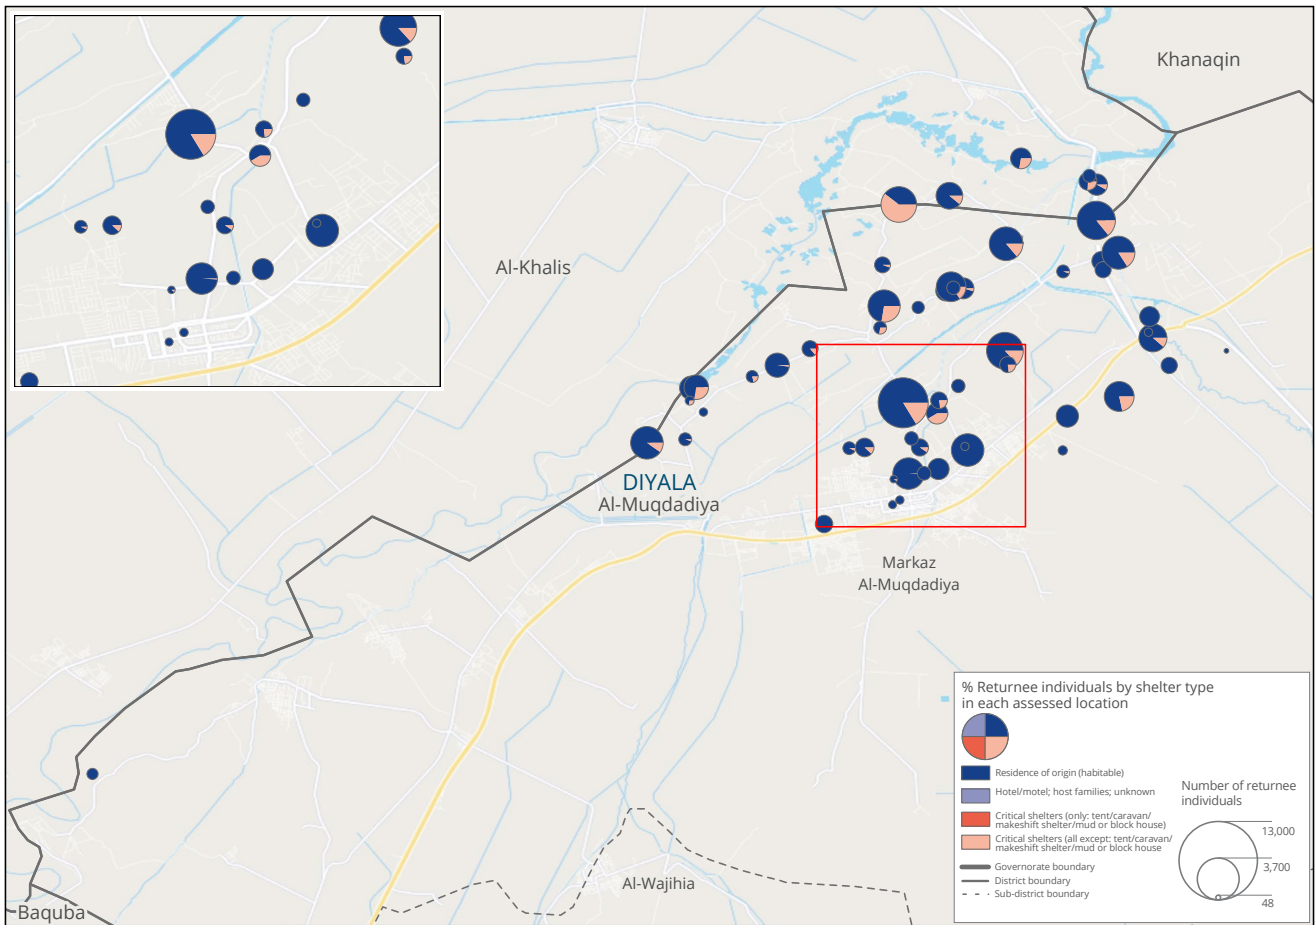 Khanaqin
Al-Khalis
DIYALA
Al-Muqdadiya
Markaz
Al-Muqdadiya
Al-Wajihia
Baquba
% Returnee individuals by shelter type
in each assessed location
Residence of origin (habitable)
Hotel/motel; host families; unknown
Critical shelters (only: tent/caravan/
makeshift shelter/mud or block house)
Critical shelters (all except: tent/caravan/
makeshift shelter/mud or block house
Governorate boundary
District boundary
Sub-district boundary
Number of returnee
individuals
13,000
3,700
48